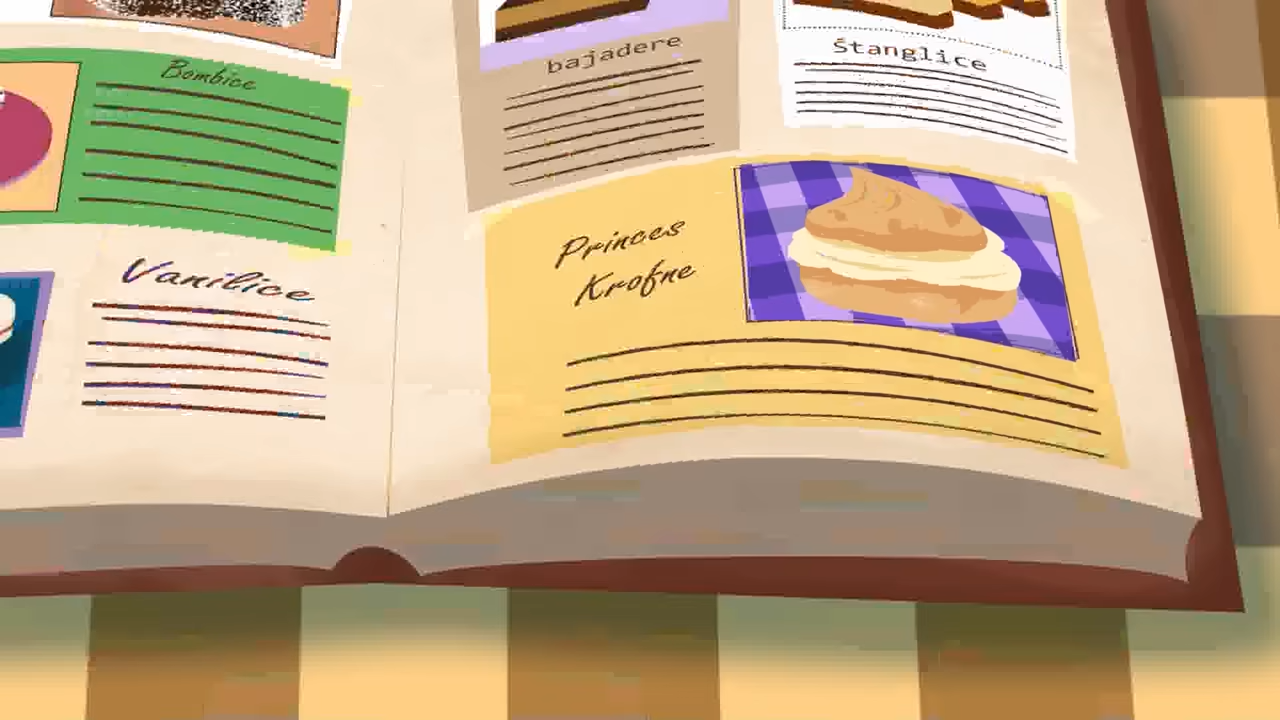 Bombice
Vanilice
bajadere
Štanglice
Princes
Krofne